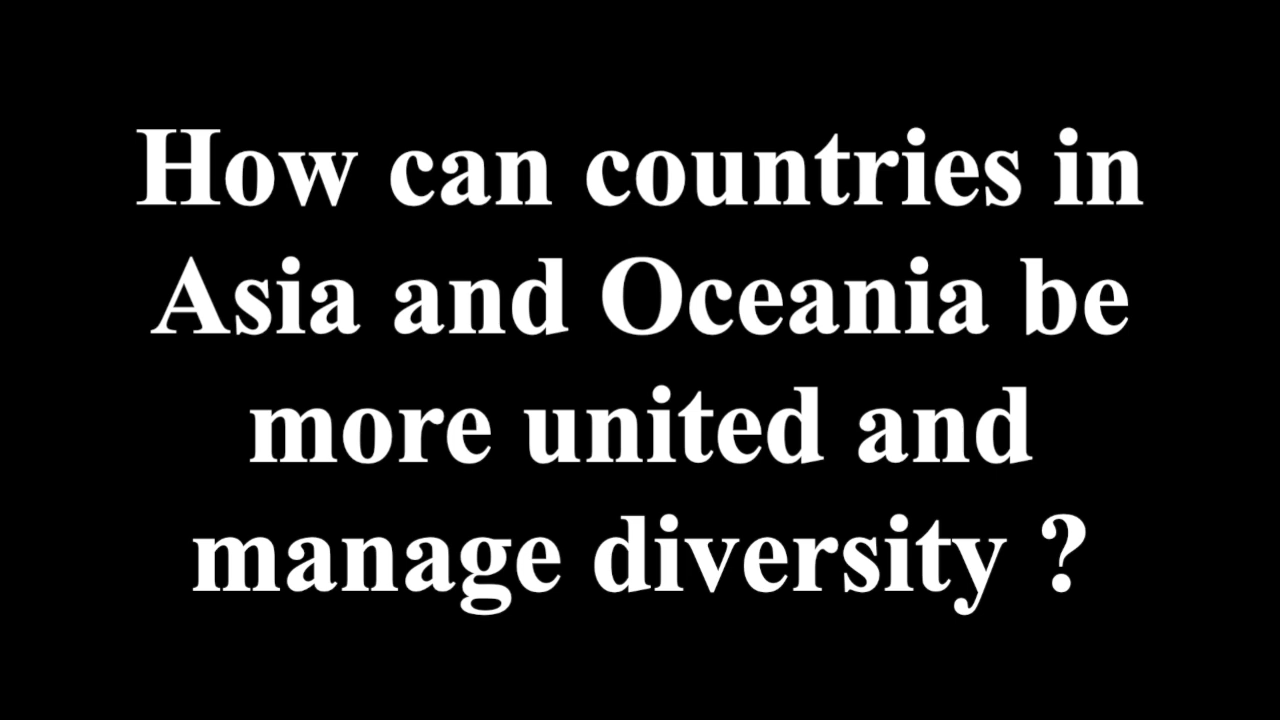 How can countries in
Asia and Oceania be
more united and
manage diversity ?